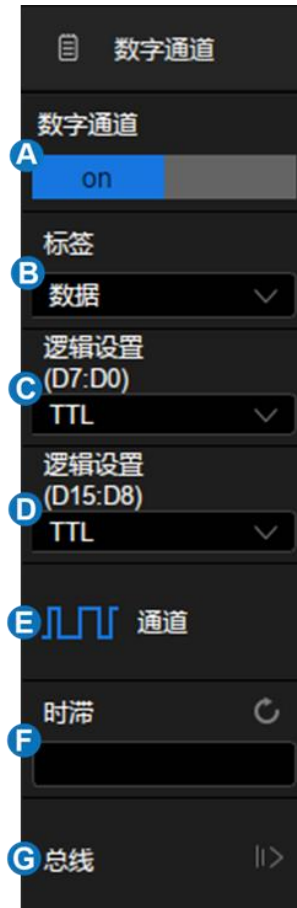 数字通道
数字通道
A
on
标签
B
数据
逻辑设置
C
(D7:D0)
TTL
逻辑设置
D
(D15:D8)
TTL
E 通道
时滞
F
G 总线